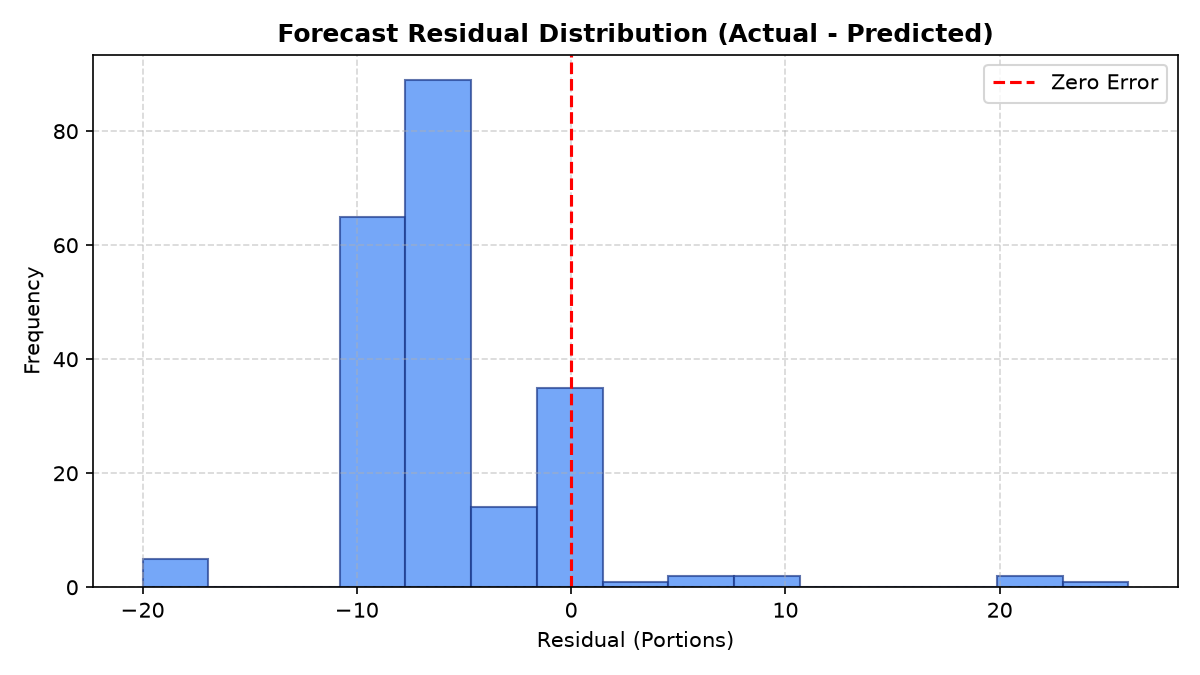 Forecast Residual Distribution (Actual - Predicted)
Zero Error
80
60
40
20
0
Frequency
−20
−10
0
10
20
Residual (Portions)